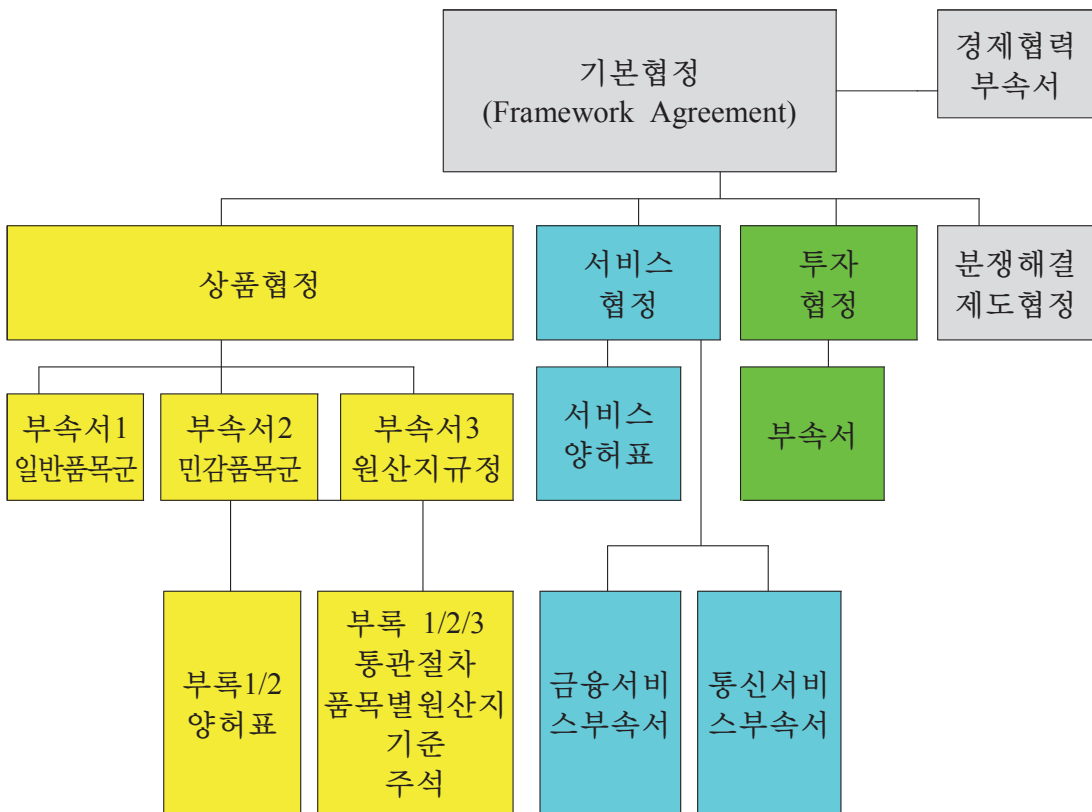 기본협정
(Framework Agreement)
경제협력
부속서
상품협정
서비스
협정
투자
협정
분쟁해결
제도협정
부속서1
일반품목군
부속서2
민감품목군
부속서3
원산지규정
서비스
양허표
부속서
부록1/2
양허표
부록 1/2/3
통관절차
품목별원산지
기준
주석
금융서비
스부속서
통신서비
스부속서